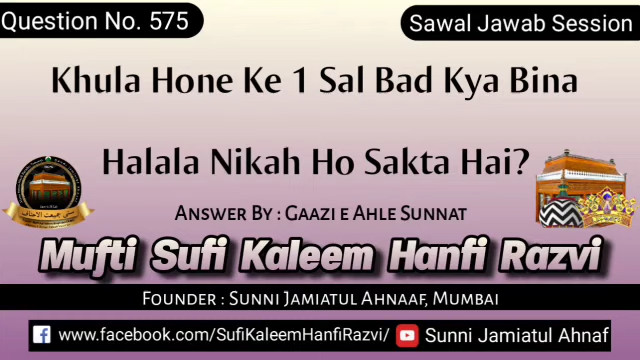 Question No. 575
Sawal Jawab Session
Khula Hone Ke 1 Sal Bad Kya Bina
Halala Nikah Ho Sakta Hai?
Answer By : Gaazi e Ahle Sunnat
Mufti Sufi Kaleem Hanfi Razvi
Founder : Sunni Jamiatul Ahnaaf, Mumbai
www.facebook.com/SufiKaleemHanfiRazvi/
Sunni Jamiatul Ahnaf